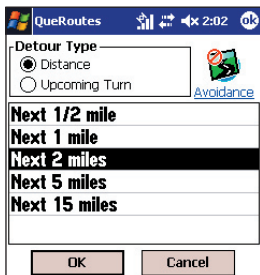 QueRoutes 2:02 ok
Detour Type
Distance
Upcoming Turn
Avoidance
Next 1/2 mile
Next 1 mile
Next 2 miles
Next 5 miles
Next 15 miles
OK Cancel